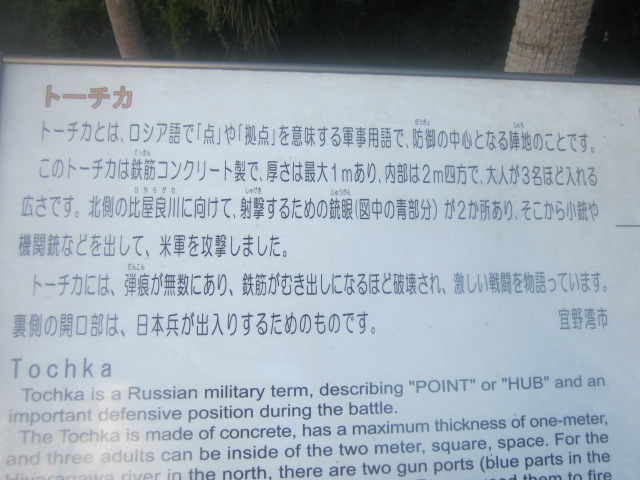 トーチカ
トーチカとは、ロシア語で「点」や「拠点」を意味する軍事用語で、防御の中心となる陣地のことです。
このトーチカは鉄筋コンクリート製で、厚さは最大1mあり、内部は2m四方で、大人が3名ほど入れる
広さです。北側の比屋良川に向けて、射撃するための銃眼(図中の青部分)が2か所あり、そこから小銃や
機関銃などを出して、米軍を攻撃しました。
トーチカには、弾痕が無数にあり、鉄筋がむき出しになるほど破壊され、激しい戦闘を物語っています。
裏側の開口部は、日本兵が出入りするためのものです。 宜野湾市
Tochka
Tochka is a Russian military term, describing "POINT" or "HUB" and an
important defensive position during the battle.
The Tochka is made of concrete, has a maximum thickness of one-meter,
and three adults can be inside of the two meter, square, space. For the
Hiyaragawa river in the north, there are two gun ports (blue parts in the
them to fire